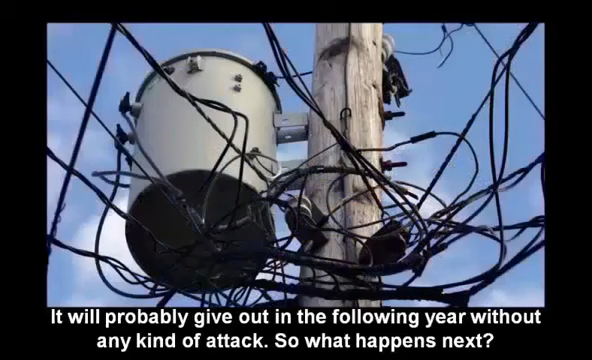 It will probably give out in the following year without
any kind of attack. So what happens next?